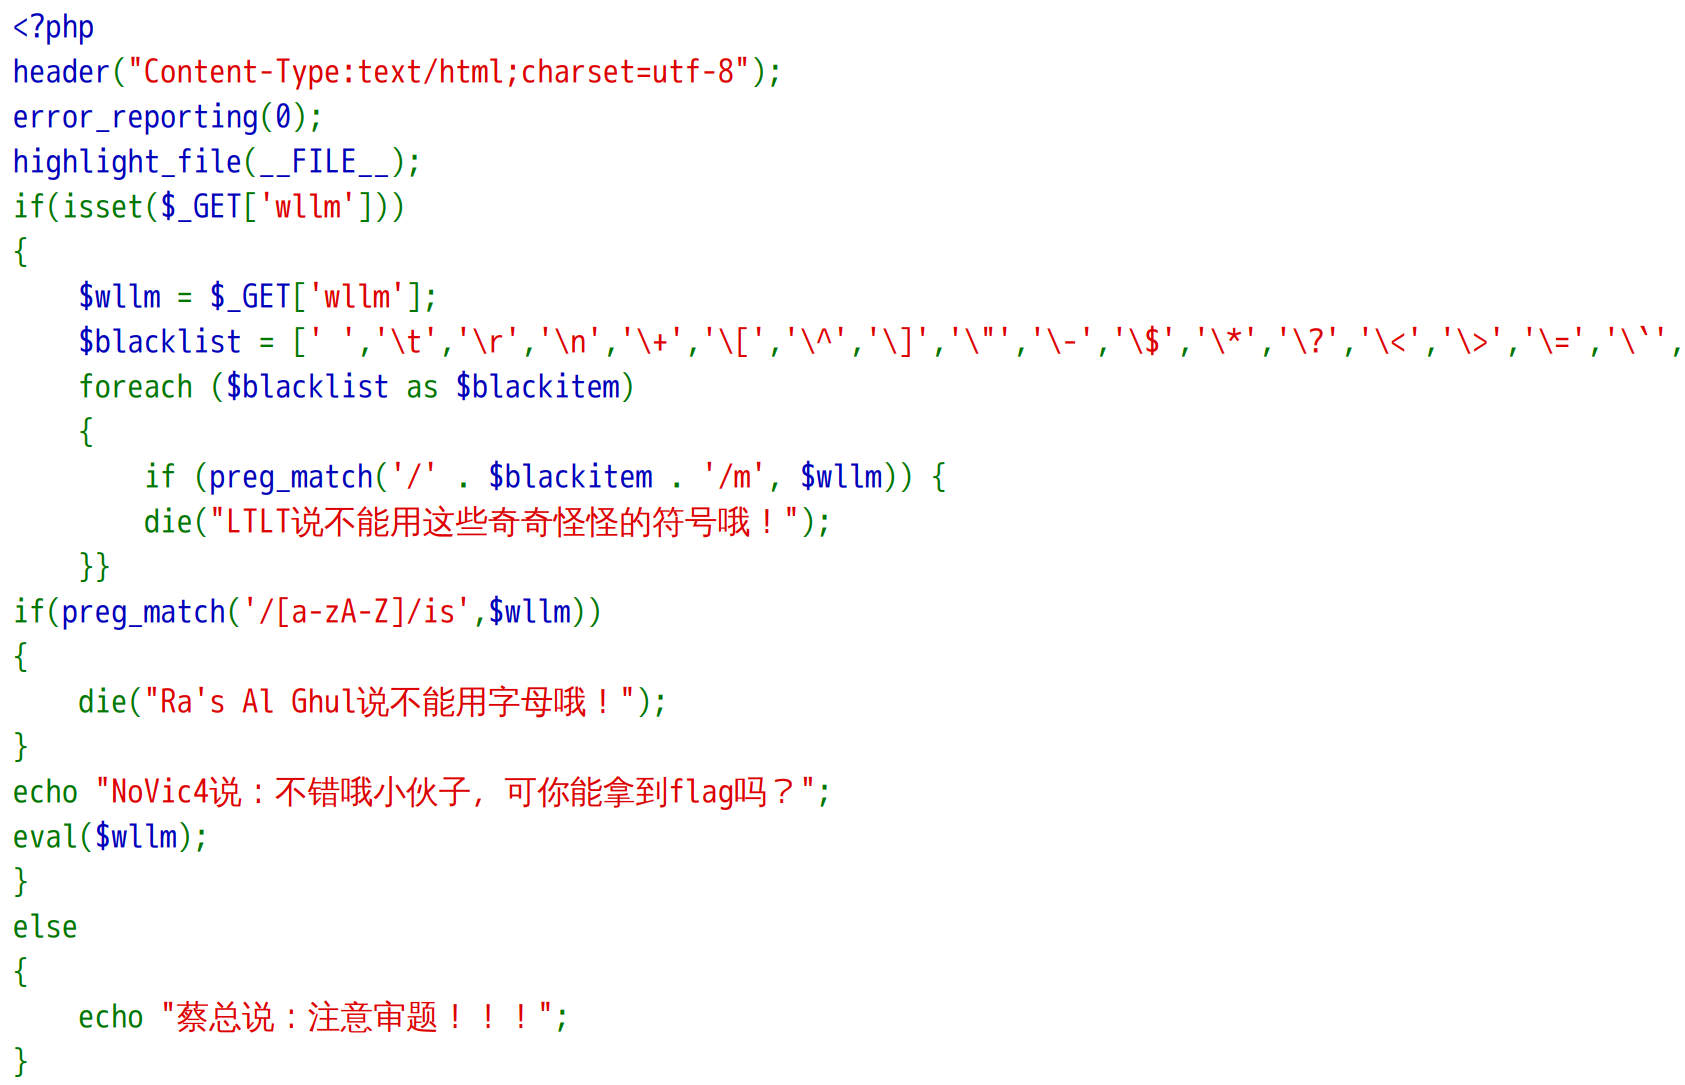 <?php
header("Content-Type:text/html;charset=utf-8");
error_reporting(0);
highlight_file(__FILE__);
if(isset($_GET['wllm']))
{
    $wllm = $_GET['wllm'];
    $blacklist = [' ','\t','\r','\n','\+','\[','\^','\]','\"','\-','\$','\*','\?','\<','\>','\=','\`',
    foreach ($blacklist as $blackitem)
    {
        if (preg_match('/' . $blackitem . '/m', $wllm)) {
        die("LTLT说不能用这些奇奇怪怪的符号哦！");
    }}
if(preg_match('/[a-zA-Z]/is',$wllm))
{
    die("Ra's Al Ghul说不能用字母哦！");
}
echo "NoVic4说：不错哦小伙子，可你能拿到flag吗？";
eval($wllm);
}
else
{
    echo "蔡总说：注意审题！！！";
}